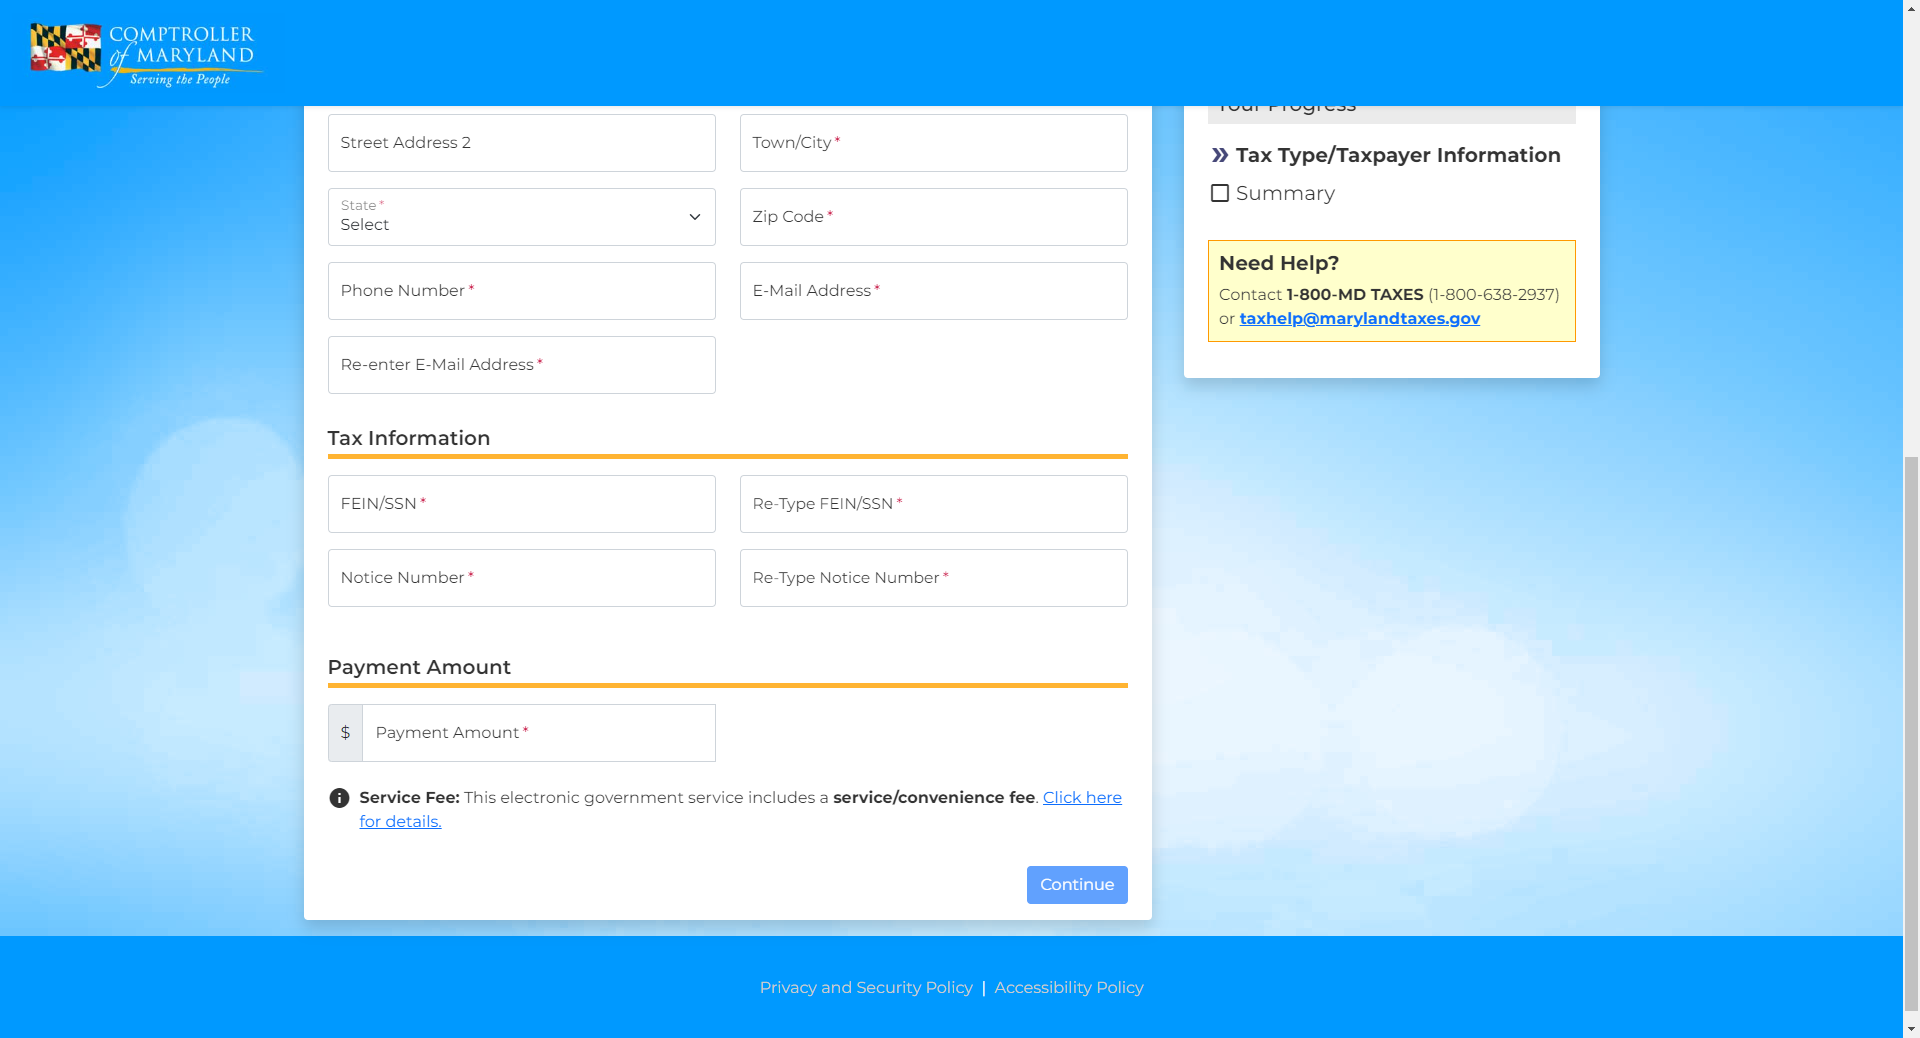 COMPTROLLER
of MARYLAND
Serving the People
Your Progress
Street Address 2
Town/City *
Tax Type/Taxpayer Information
State *
Select
Zip Code *
Summary
Phone Number *
E-Mail Address *
Need Help?
Contact 1-800-MD TAXES (1-800-638-2937)
or taxhelp@marylandtaxes.gov
Re-enter E-Mail Address *
Tax Information
FEIN/SSN *
Re-Type FEIN/SSN *
Notice Number *
Re-Type Notice Number *
Payment Amount
$ Payment Amount *
Service Fee: This electronic government service includes a service/convenience fee. Click here
for details.
Continue
Privacy and Security Policy | Accessibility Policy